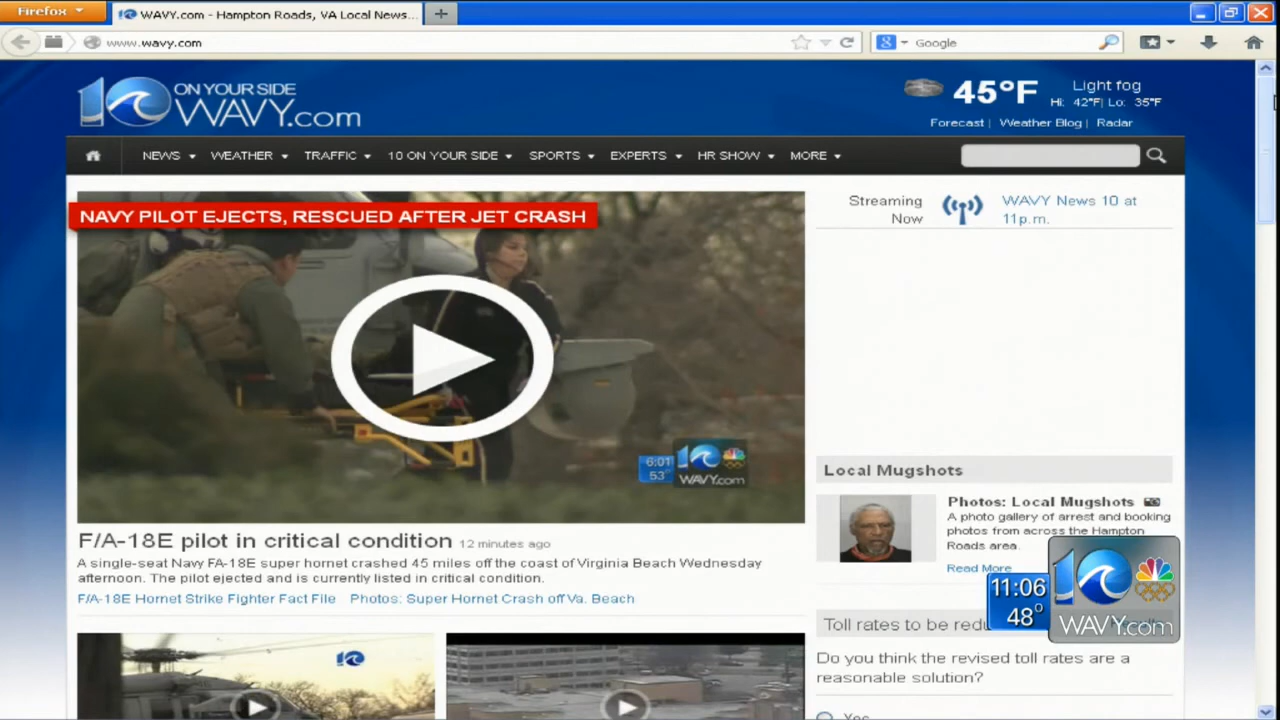 Firefox
WAVY.com - Hampton Roads, VA Local News...
www.wavy.com
Google
10 ON YOUR SIDE
WAVY.com
45°F
Light fog
Hi: 42°F| Lo: 35°F
Forecast | Weather Blog | Radar
NEWS WEATHER TRAFFIC 10 ON YOUR SIDE SPORTS EXPERTS HR SHOW MORE
NAVY PILOT EJECTS, RESCUED AFTER JET CRASH
6:01
53°
10
WAVY.com
Streaming
Now
WAVY News 10 at
11p.m.
F/A-18E pilot in critical condition 12 minutes ago
A single-seat Navy FA-18E super hornet crashed 45 miles off the coast of Virginia Beach Wednesday
afternoon. The pilot ejected and is currently listed in critical condition.
F/A-18E Hornet Strike Fighter Fact File Photos: Super Hornet Crash off Va. Beach
10
Local Mugshots
Photos: Local Mugshots
A photo gallery of arrest and booking
photos from across the Hampton
Roads area.
Read More
Toll rates to be
Do you think the revised toll rates are a
reasonable solution?
Yes
11:06
48°
10
WAVY.com